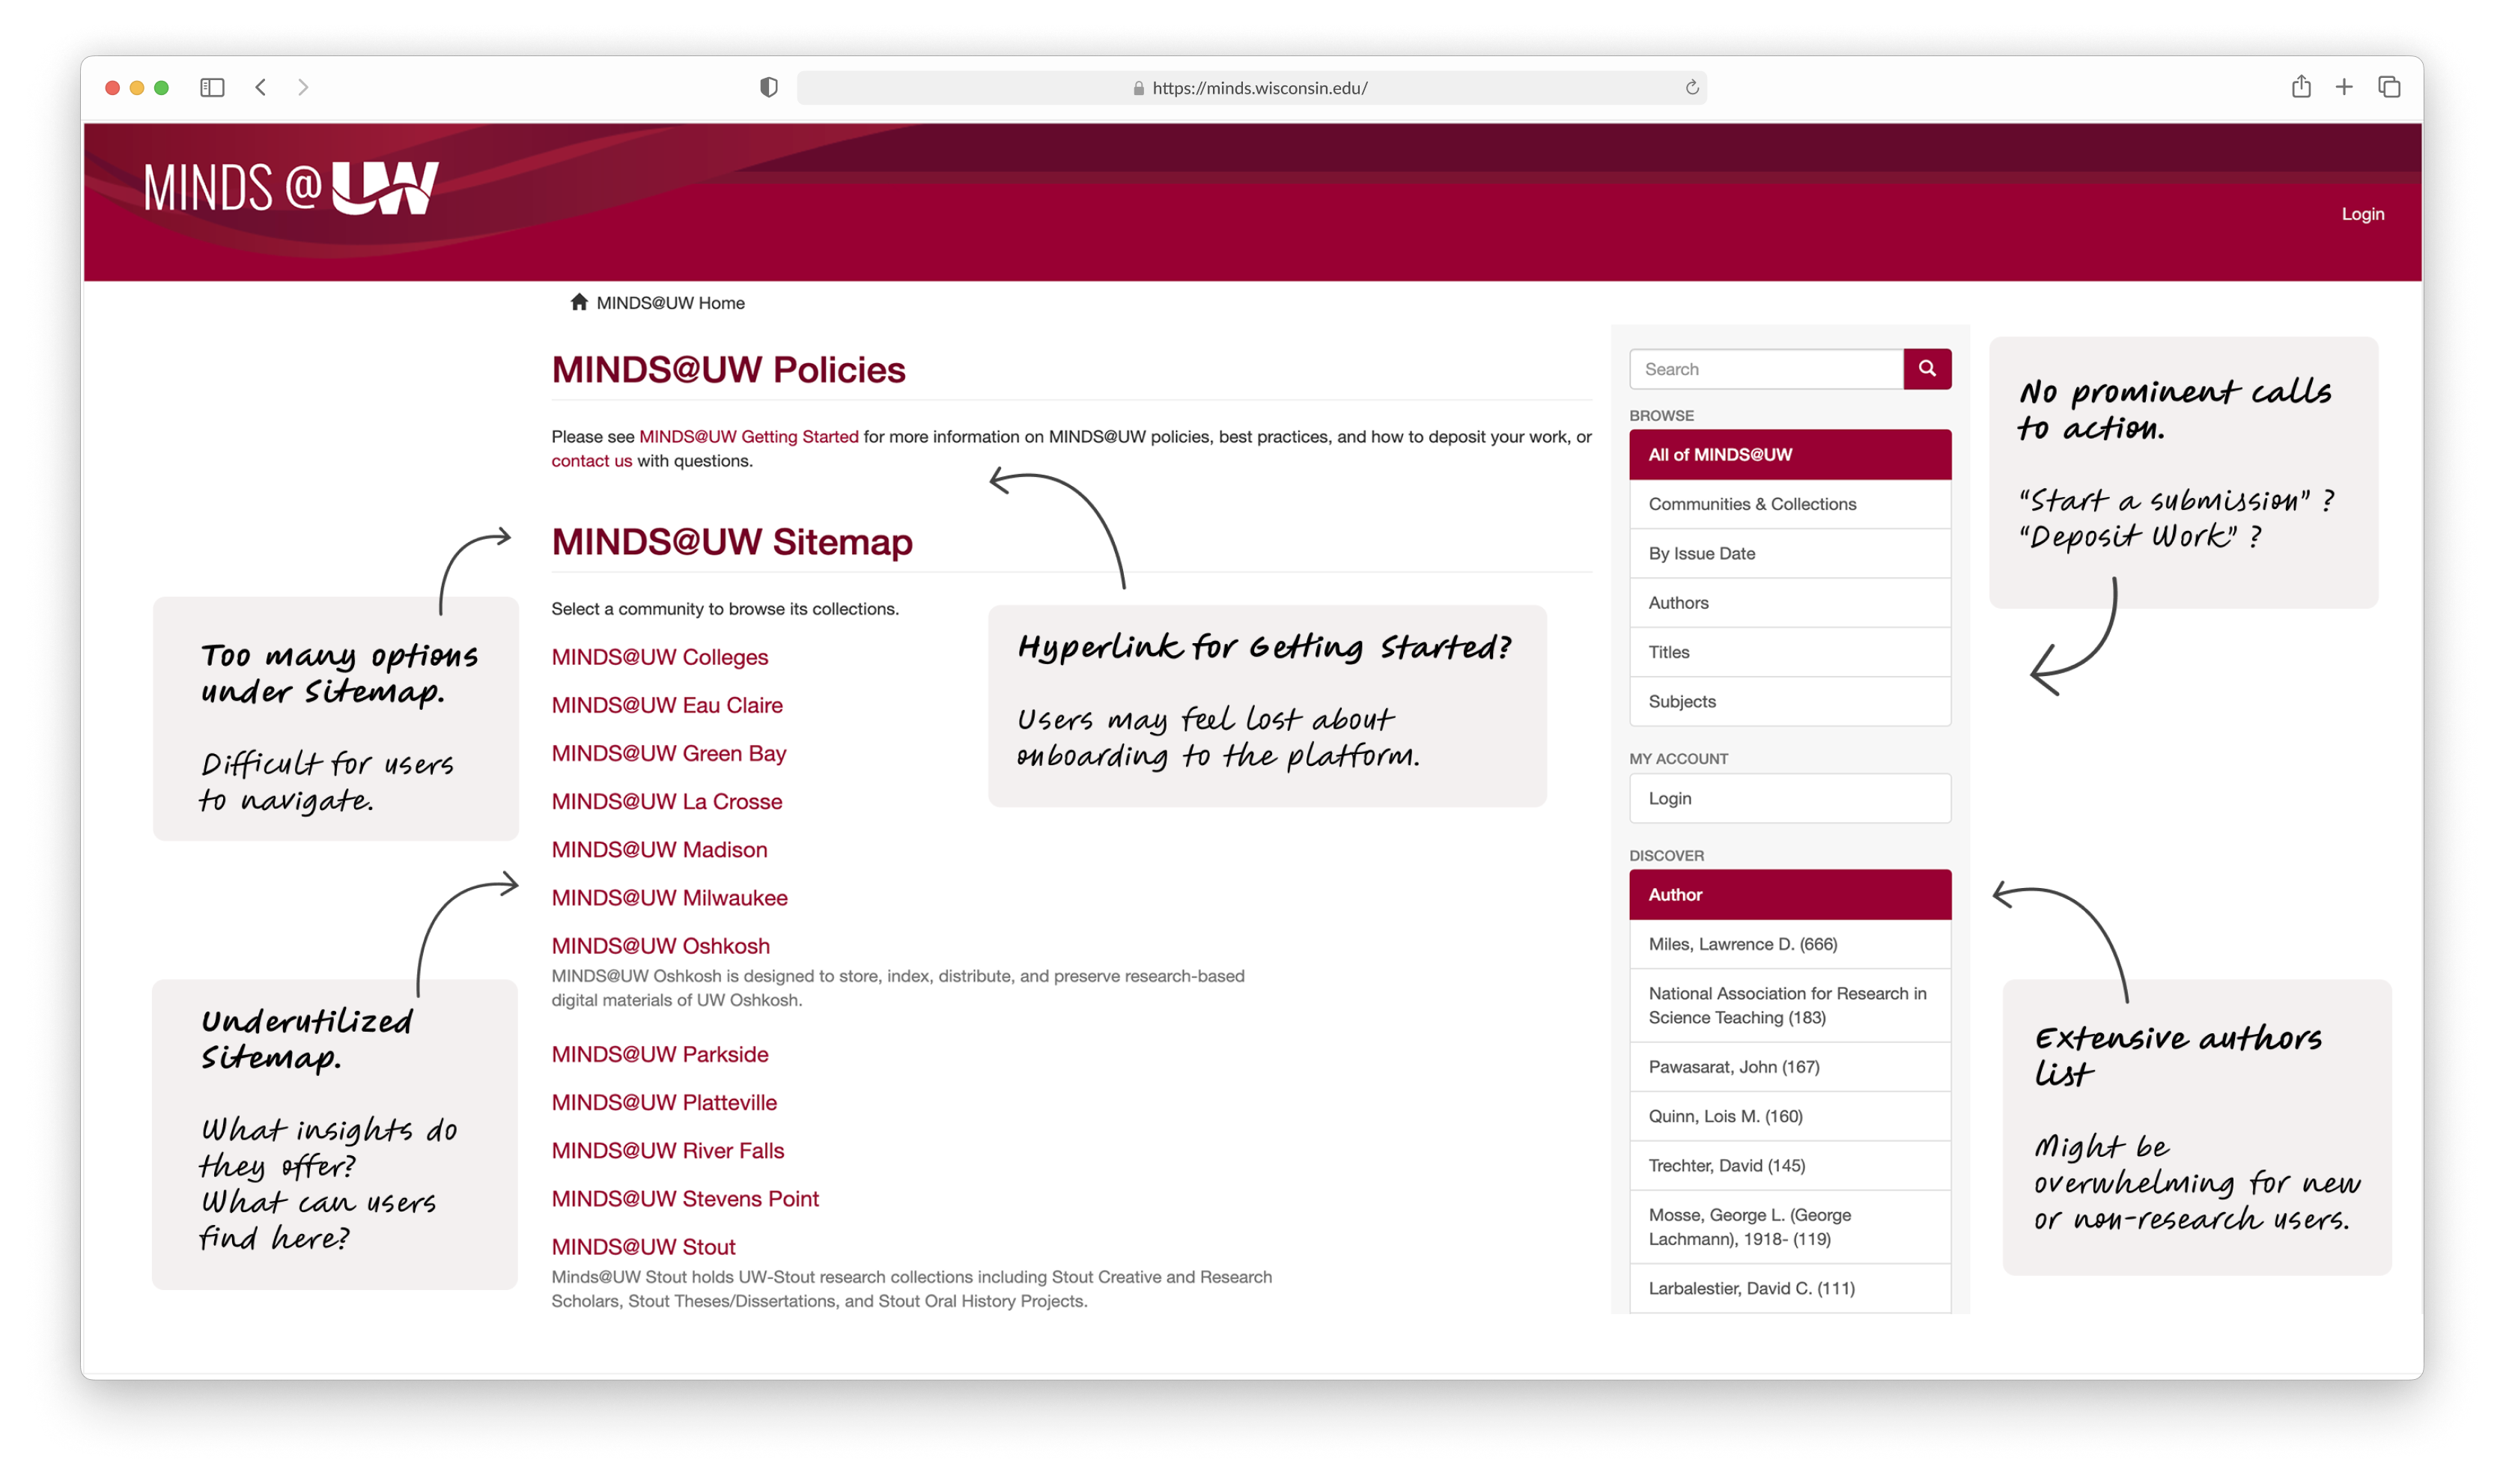 https://minds.wisconsin.edu/
MINDS @ UW
Login
MINDS@UW Home
MINDS@UW Policies
Please see MINDS@UW Getting Started for more information on MINDS@UW policies, best practices, and how to deposit your work, or
contact us with questions.
MINDS@UW Sitemap
Select a community to browse its collections.
MINDS@UW Colleges
MINDS@UW Eau Claire
MINDS@UW Green Bay
MINDS@UW La Crosse
MINDS@UW Madison
MINDS@UW Milwaukee
MINDS@UW Oshkosh
MINDS@UW Oshkosh is designed to store, index, distribute, and preserve research-based
digital materials of UW Oshkosh.
MINDS@UW Parkside
MINDS@UW Platteville
MINDS@UW River Falls
MINDS@UW Stevens Point
MINDS@UW Stout
Minds@UW Stout holds UW-Stout research collections including Stout Creative and Research
Scholars, Stout Theses/Dissertations, and Stout Oral History Projects.
Too many options
under Sitemap.
Difficult for users
to navigate.
Underutilized
Sitemap.
What insights do
they offer?
What can users
find here?
Hyperlink for Getting Started?
Users may feel lost about
onboarding to the platform.
Search
BROWSE
All of MINDS@UW
Communities & Collections
By Issue Date
Authors
Titles
Subjects
MY ACCOUNT
Login
DISCOVER
Author
Miles, Lawrence D. (666)
National Association for Research in
Science Teaching (183)
Pawasarat, John (167)
Quinn, Lois M. (160)
Trechter, David (145)
Mosse, George L. (George
Lachmann), 1918- (119)
Larbalestier, David C. (111)
No prominent calls
to action.
“Start a submission” ?
“Deposit Work” ?
Extensive authors
list
Might be
overwhelming for new
or non-research users.